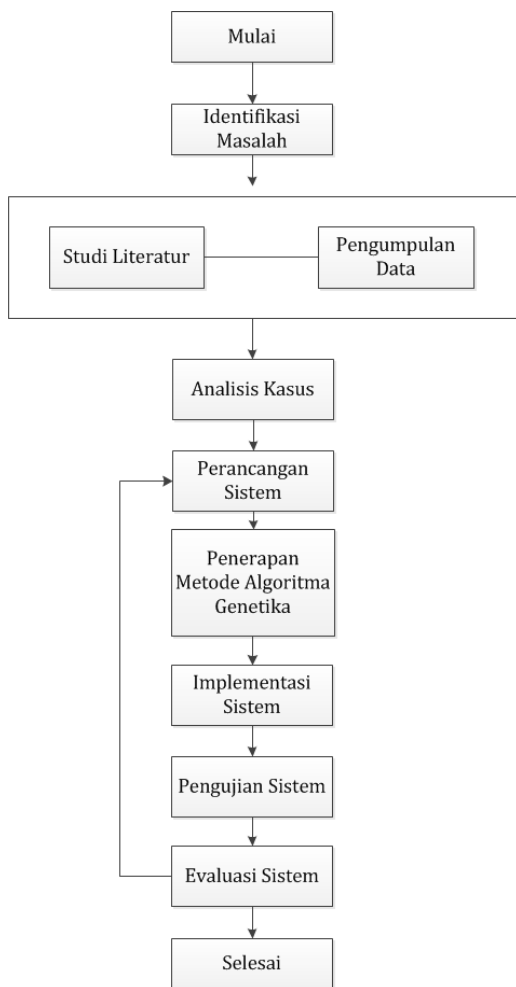 Mulai
Identifikasi
Masalah
Studi Literatur
Pengumpulan
Data
Analisis Kasus
Perancangan
Sistem
Penerapan
Metode Algoritma
Genetika
Implementasi
Sistem
Pengujian Sistem
Evaluasi Sistem
Selesai